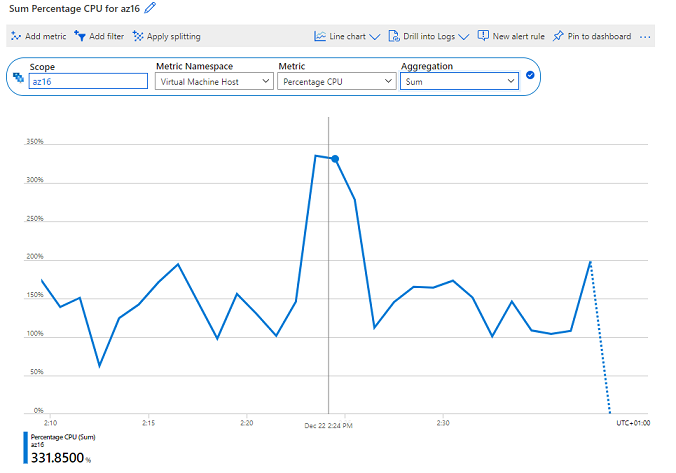 Sum Percentage CPU for az16
Add metric Add filter Apply splitting Line chart Drill into Logs New alert rule Pin to dashboard ...
Scope Metric Namespace Metric Aggregation
az16 Virtual Machine Host Percentage CPU Sum
350%
300%
250%
200%
150%
100%
50%
0%
2:10 2:15 2:20 Dec 22 2:24 PM 2:30 UTC+01:00
Percentage CPU (Sum)
az16
331.8500 %